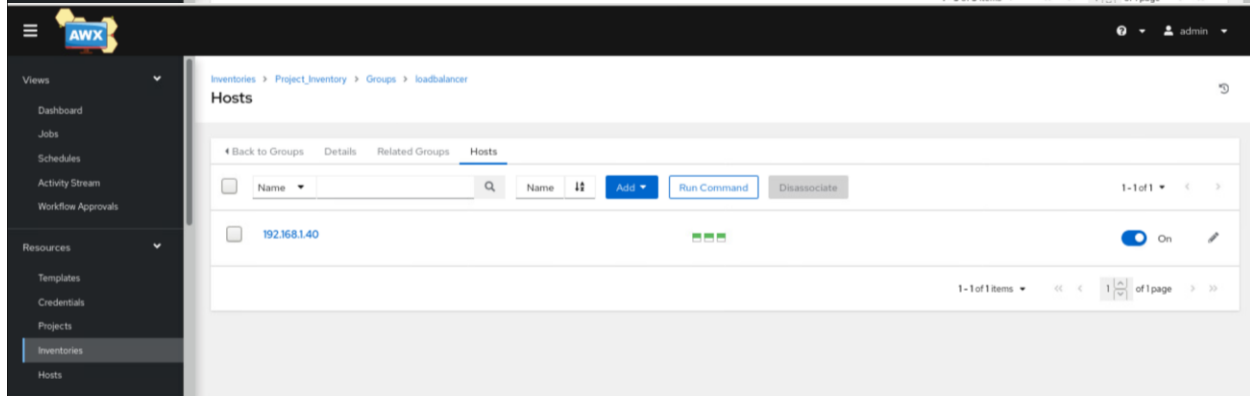 AWX
admin
Views
Dashboard
Jobs
Schedules
Activity Stream
Workflow Approvals
Resources
Templates
Credentials
Projects
Inventories
Hosts
Inventories > Project_Inventory > Groups > loadbalancer
Hosts
Back to Groups Details Related Groups Hosts
Name Name Add Run Command Disassociate 1-1 of 1
192.168.1.40 On
1-1 of 1 items 1 of 1 page